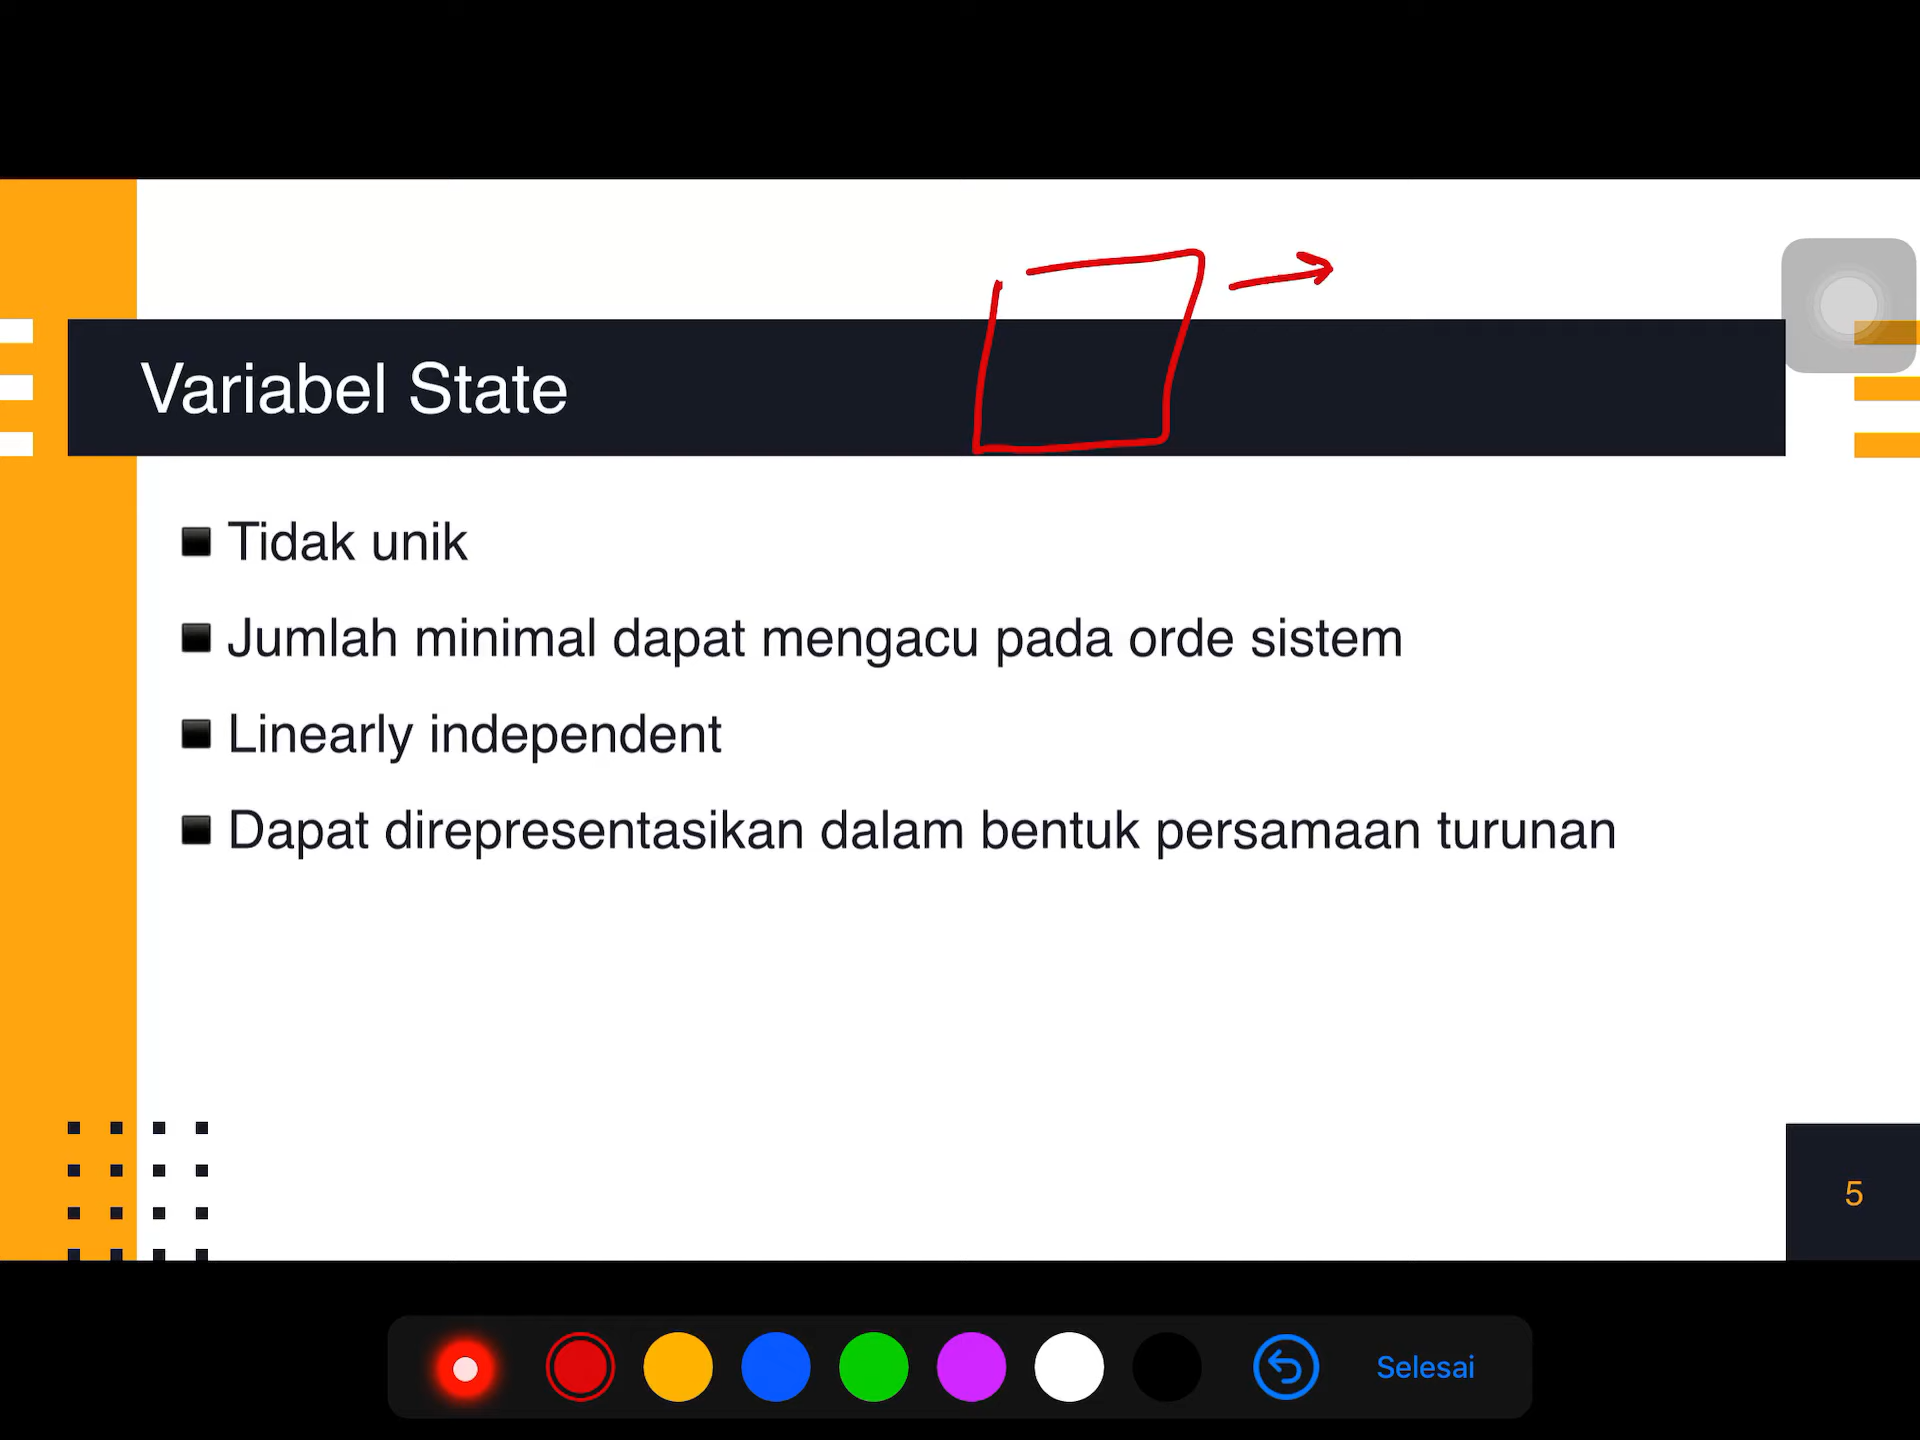 Variabel State
Tidak unik
Jumlah minimal dapat mengacu pada orde sistem
Linearly independent
Dapat direpresentasikan dalam bentuk persamaan turunan
5
Selesai